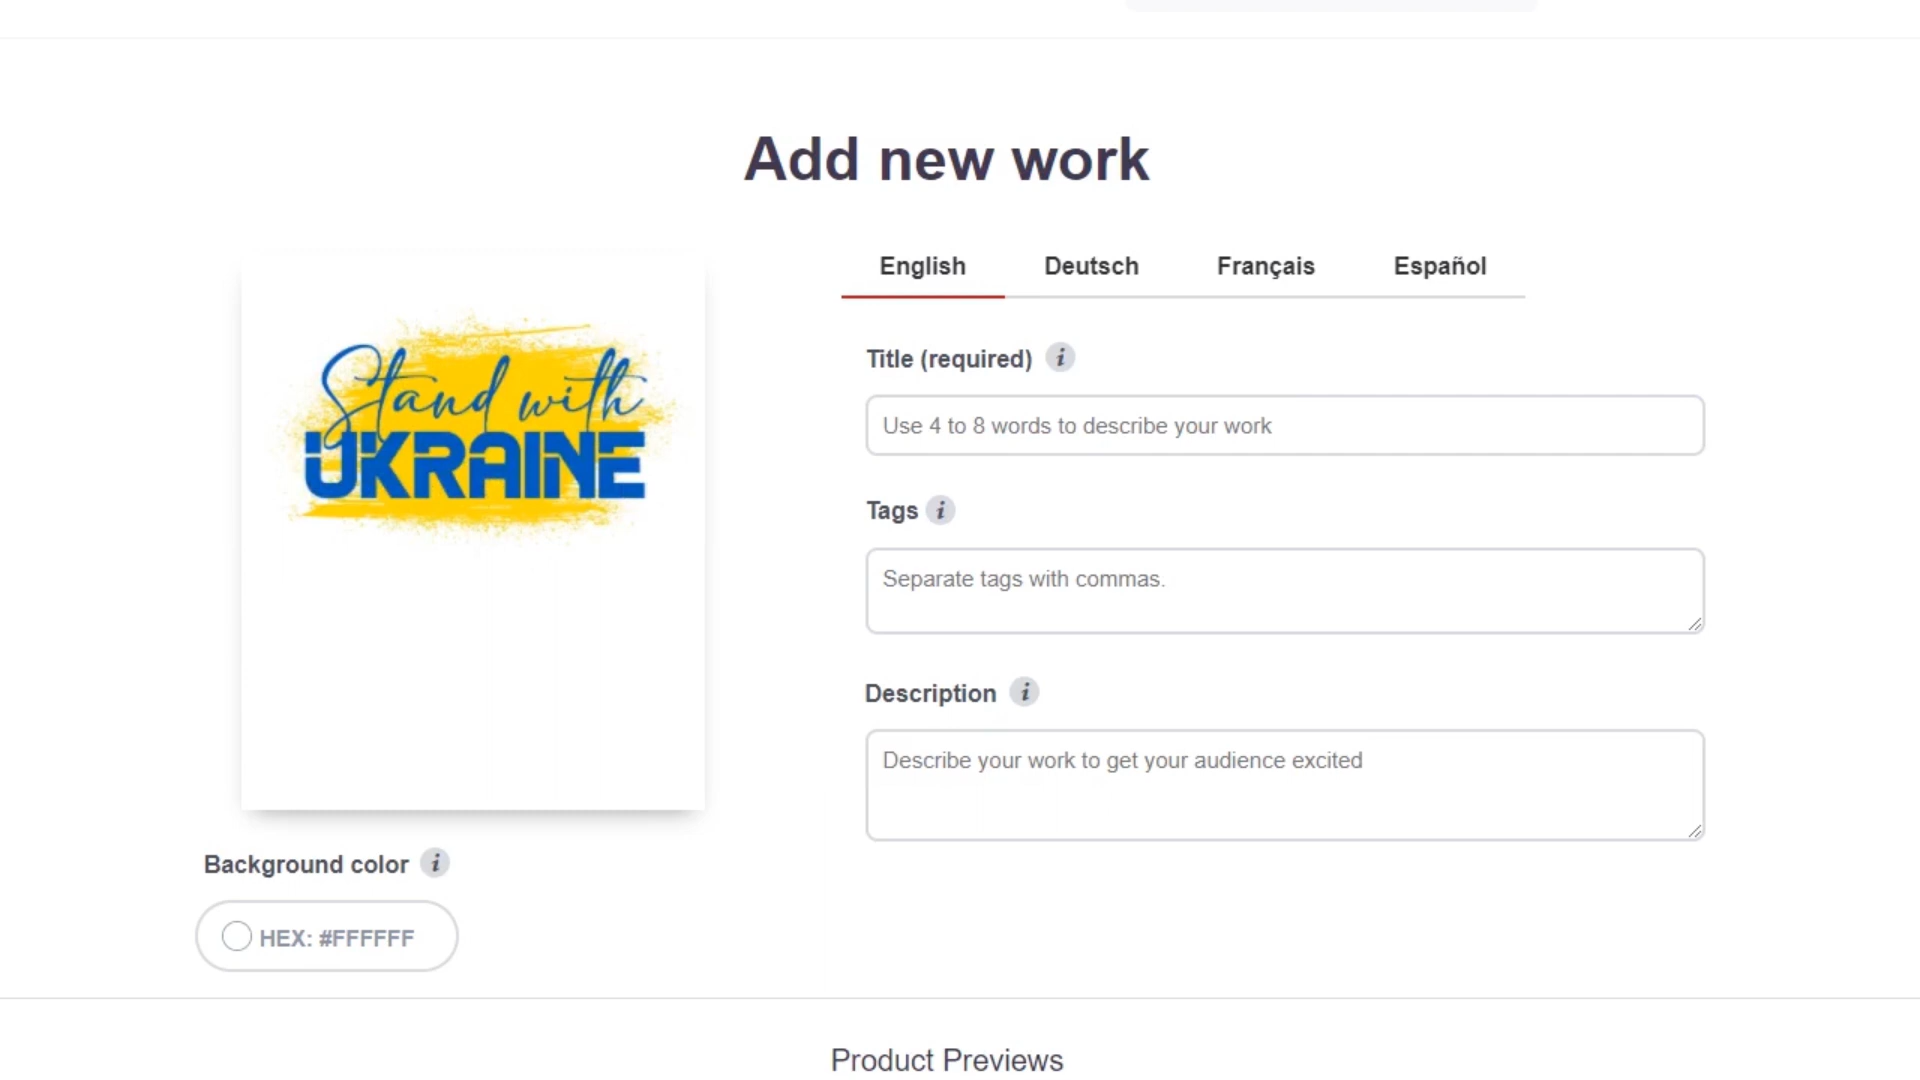 Add new work
Stand with
UKRAINE
Background color i
HEX: #FFFFFF
English Deutsch Français Español
Title (required) i
Use 4 to 8 words to describe your work
Tags i
Separate tags with commas.
Description i
Describe your work to get your audience excited
Product Previews